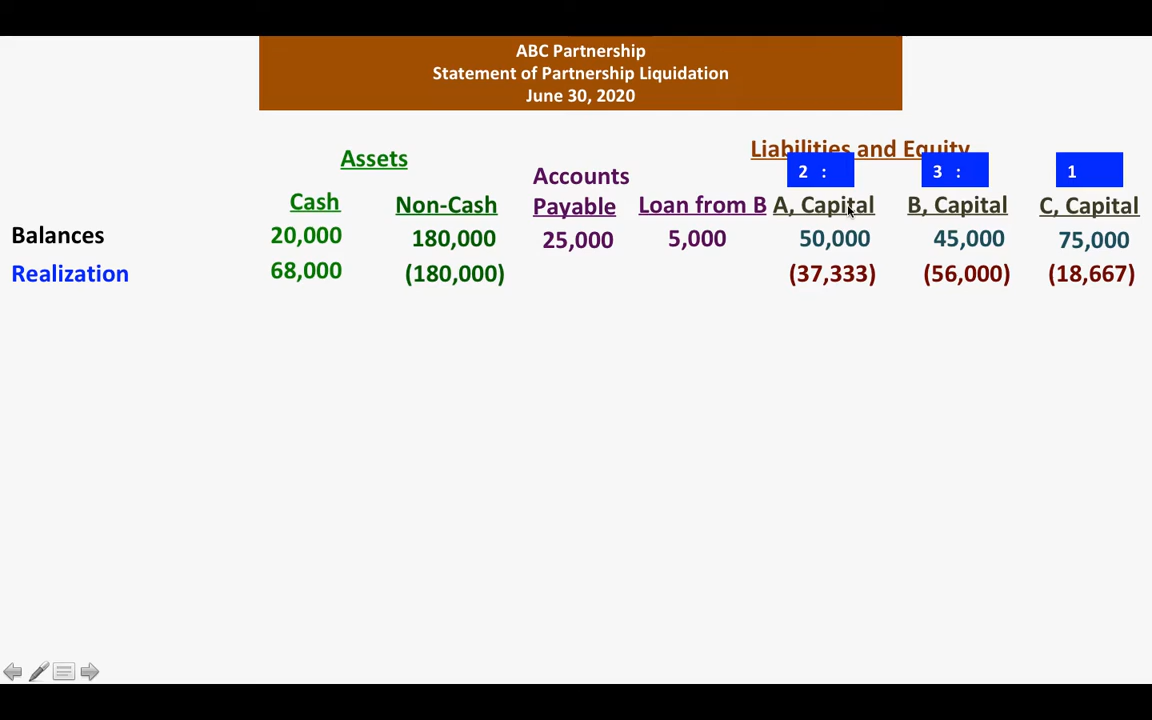 ABC Partnership
Statement of Partnership Liquidation
June 30, 2020
Assets
Liabilities and Equity
2 :
3 :
1
Accounts
Cash Non-Cash Payable Loan from B A, Capital B, Capital C, Capital
Balances 20,000 180,000 25,000 5,000 50,000 45,000 75,000
Realization 68,000 (180,000) (37,333) (56,000) (18,667)